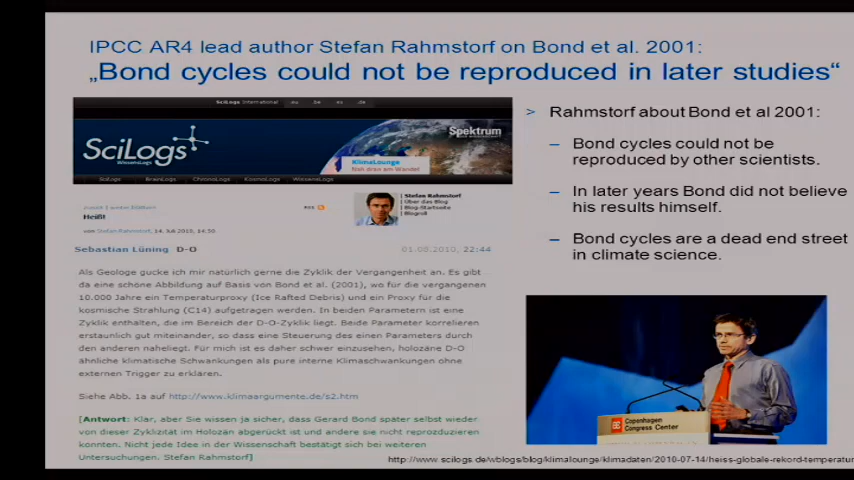 IPCC AR4 lead author Stefan Rahmstorf on Bond et al. 2001:
„Bond cycles could not be reproduced in later studies“
SciLogs International .eu .be .es .de
SciLogs
WissensLogs
Spektrum
KlimaLounge
Nah dran am Wandel
SciLogs BrainLogs ChronoLogs KosmoLogs WissensLogs
RSS
Stefan Rahmstorf
Über das Blog
Blog-Startseite
Blogroll
Heiß!
von Stefan Rahmstorf, 14. Juli 2010, 14:50
Sebastian Lüning D-O 01.08.2010, 22:44
Als Geologe gucke ich mir natürlich gerne die Zyklik der Vergangenheit an. Es gibt
da eine schöne Abbildung auf Basis von Bond et al. (2001), wo für die vergangenen
10.000 Jahre ein Temperaturproxy (Ice Rafted Debris) und ein Proxy für die
kosmische Strahlung (C14) aufgetragen werden. In beiden Parametern ist eine
Zyklik enthalten, die im Bereich der D-O-Zyklik liegt. Beide Parameter korrelieren
erstaunlich gut miteinander, so dass eine Steuerung des einen Parameters durch
den anderen naheliegt. Für mich ist es daher schwer einzusehen, holozäne D-O
ähnliche klimatische Schwankungen als pure interne Klimaschwankungen ohne
externen Trigger zu erklären.
Siehe Abb. 1a auf http://www.klimaargumente.de/s2.htm
[Antwort: Klar, aber Sie wissen ja sicher, dass Gerard Bond später selbst wieder
von dieser Zyklizität im Holozän abgerückt ist und andere sie nicht reproduzieren
konnten. Nicht jede Idee in der Wissenschaft bestätigt sich bei weiteren
Untersuchungen. Stefan Rahmstorf]
> Rahmstorf about Bond et al 2001:
– Bond cycles could not be
reproduced by other scientists.
– In later years Bond did not believe
his results himself.
– Bond cycles are a dead end street
in climate science.
Copenhagen
Congress Center
http://www.scilogs.de/wblogs/blog/klimalounge/klimadaten/2010-07-14/heiss-globale-rekord-temperatur